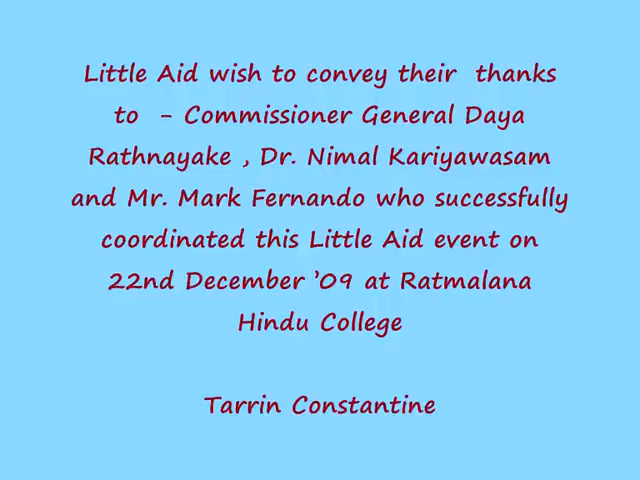 Little Aid wish to convey their thanks
to - Commissioner General Daya
Rathnayake , Dr. Nimal Kariyawasam
and Mr. Mark Fernando who successfully
coordinated this Little Aid event on
22nd December '09 at Ratmalana
Hindu College
Tarrin Constantine